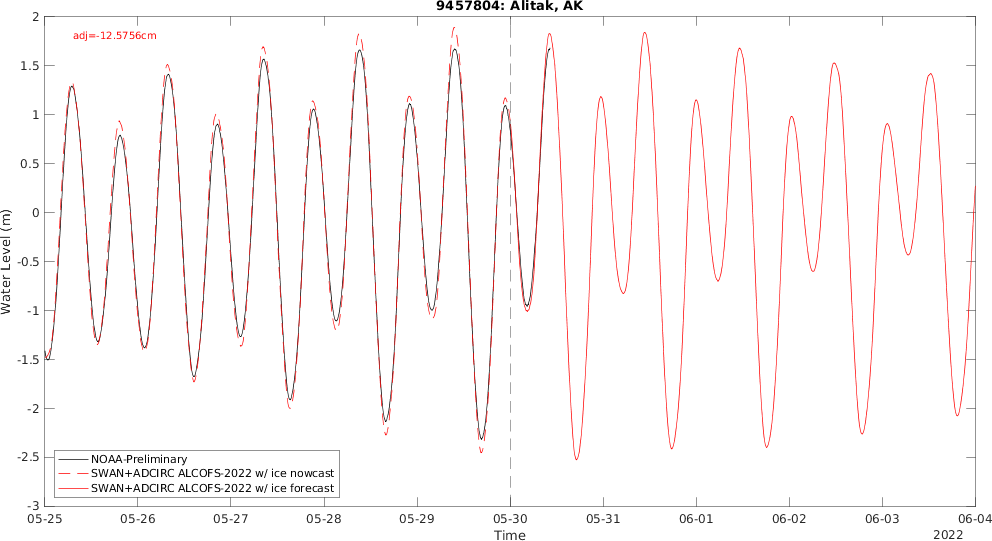 9457804: Alitak, AK
adj=-12.5756cm
2
1.5
1
0.5
0
-0.5
-1
-1.5
-2
-2.5
-3
Water Level (m)
NOAA-Preliminary
SWAN+ADCIRC ALCOFS-2022 w/ ice nowcast
SWAN+ADCIRC ALCOFS-2022 w/ ice forecast
05-25 05-26 05-27 05-28 05-29 05-30 05-31 06-01 06-02 06-03 06-04
Time
2022